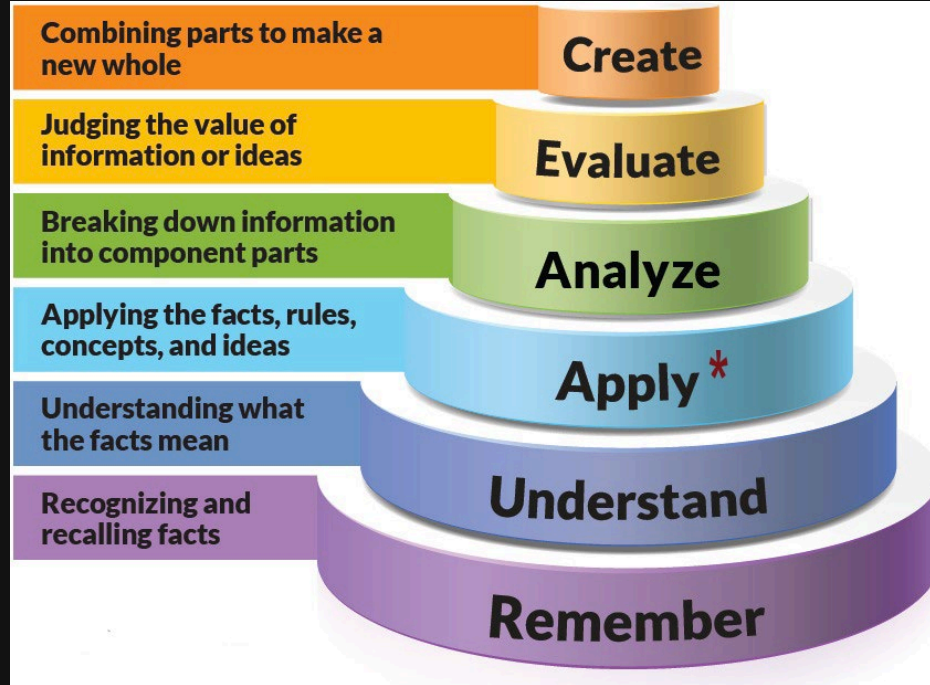 Combining parts to make a
new whole
Create
Judging the value of
information or ideas
Evaluate
Breaking down information
into component parts
Analyze
Applying the facts, rules,
concepts, and ideas
Apply*
Understanding what
the facts mean
Understand
Recognizing and
recalling facts
Remember